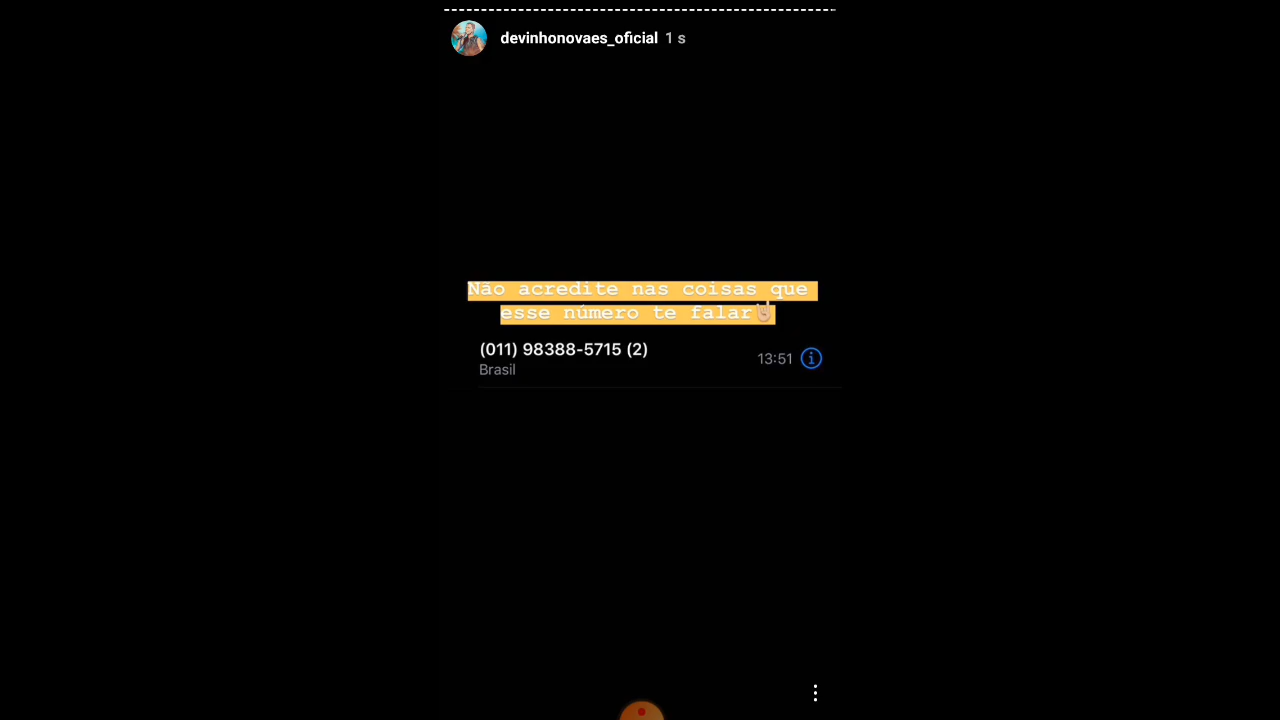 devinhonovaes_oficial 1 s
Não acredite nas coisas que
esse número te falar
(011) 98388-5715 (2)
Brasil
13:51